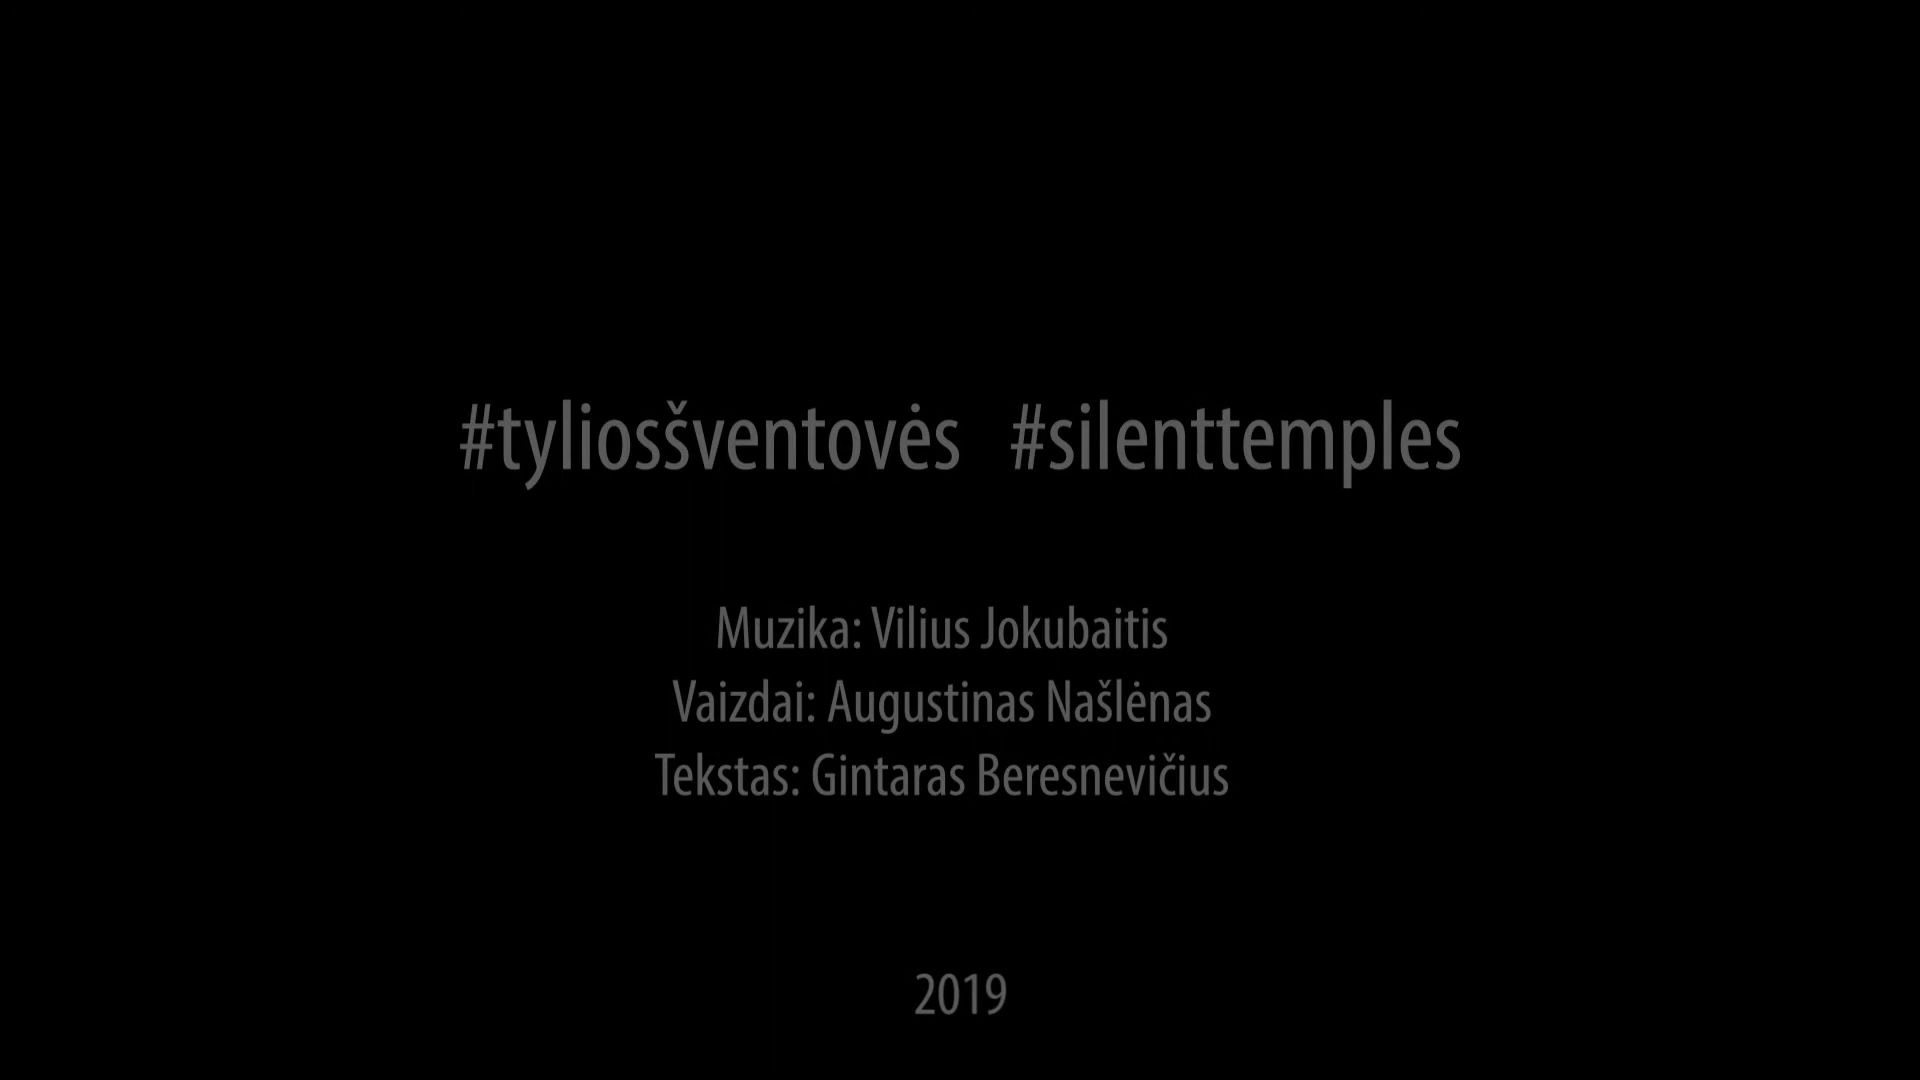 #tyliosšventovės #silenttemples
Muzika: Vilius Jokubaitis
Vaizdai: Augustinas Našlėnas
Tekstas: Gintaras Beresnevičius
2019